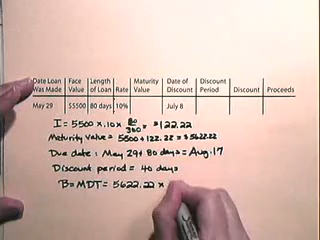 Date Loan Was Made | Face Value | Length of Loan | Rate | Maturity Value | Date of Discount | Discount Period | Discount | Proceeds
May 29 | $5500 | 80 days | 10% | July 8
I = 5500 x .10 x 80/360 = $122.22
Maturity Value = 5500 + 122.22 = $5622.22
Due date : May 29 + 80 days = Aug. 17
Discount period = 40 days
B = MDT = 5622.22 x